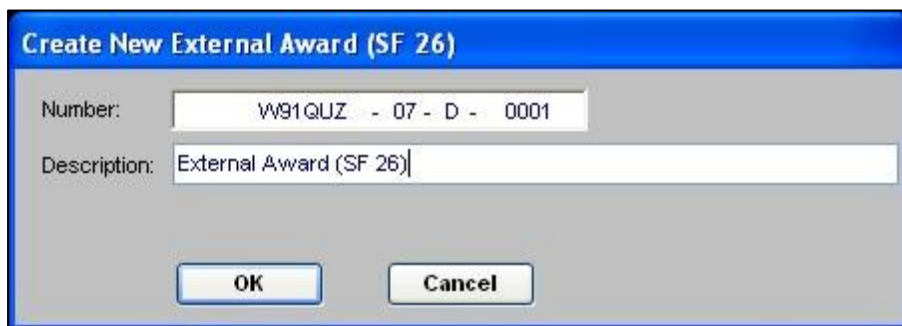 Create New External Award (SF 26)
Number: W91QUZ - 07 - D - 0001
Description: External Award (SF 26)
OK Cancel